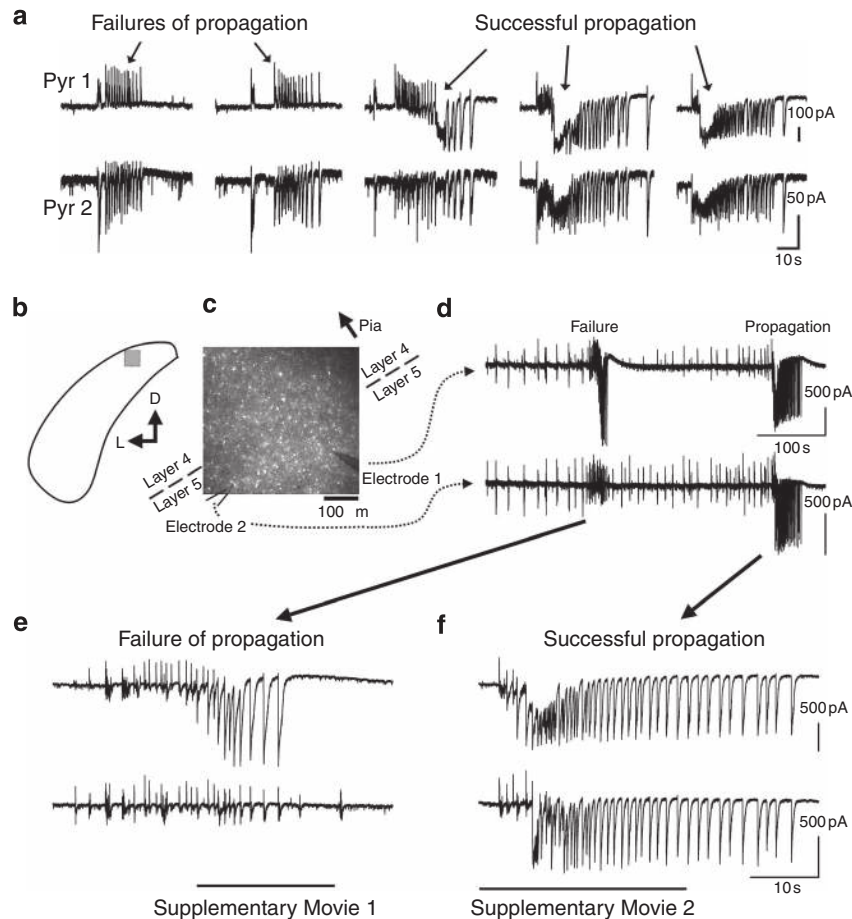 a
Failures of propagation
Successful propagation
Pyr 1
100 pA
Pyr 2
50 pA
10 s
b
c
d
Pia
Layer 4
Layer 5
D
L
Layer 4
Layer 5
Electrode 1
100 m
Electrode 2
Failure
Propagation
500 pA
100 s
500 pA
e
f
Failure of propagation
Successful propagation
500 pA
500 pA
10 s
Supplementary Movie 1
Supplementary Movie 2